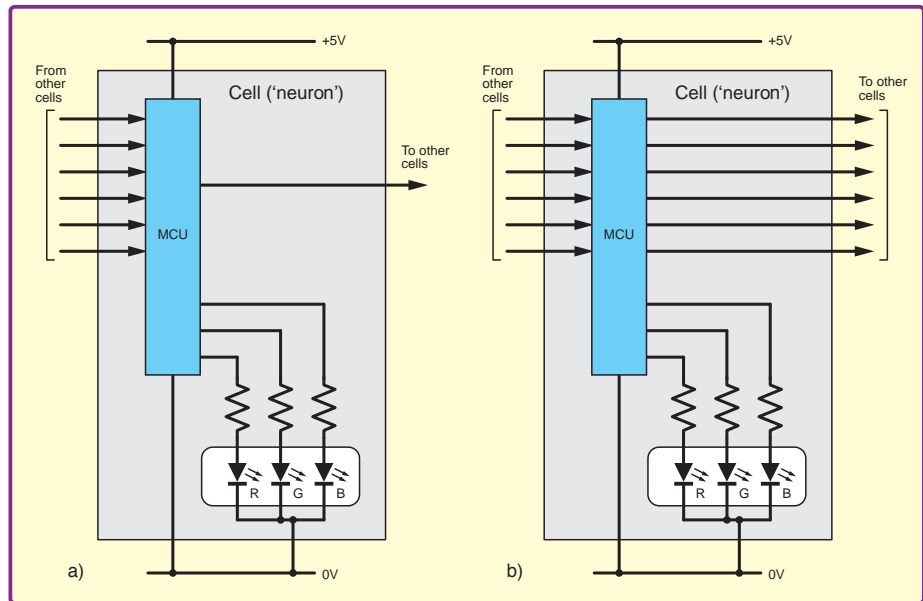 +5V
From
other
cells
Cell (‘neuron’)
To other
cells
MCU
R
G
B
0V
a)
+5V
From
other
cells
Cell (‘neuron’)
To
other
cells
MCU
R
G
B
0V
b)